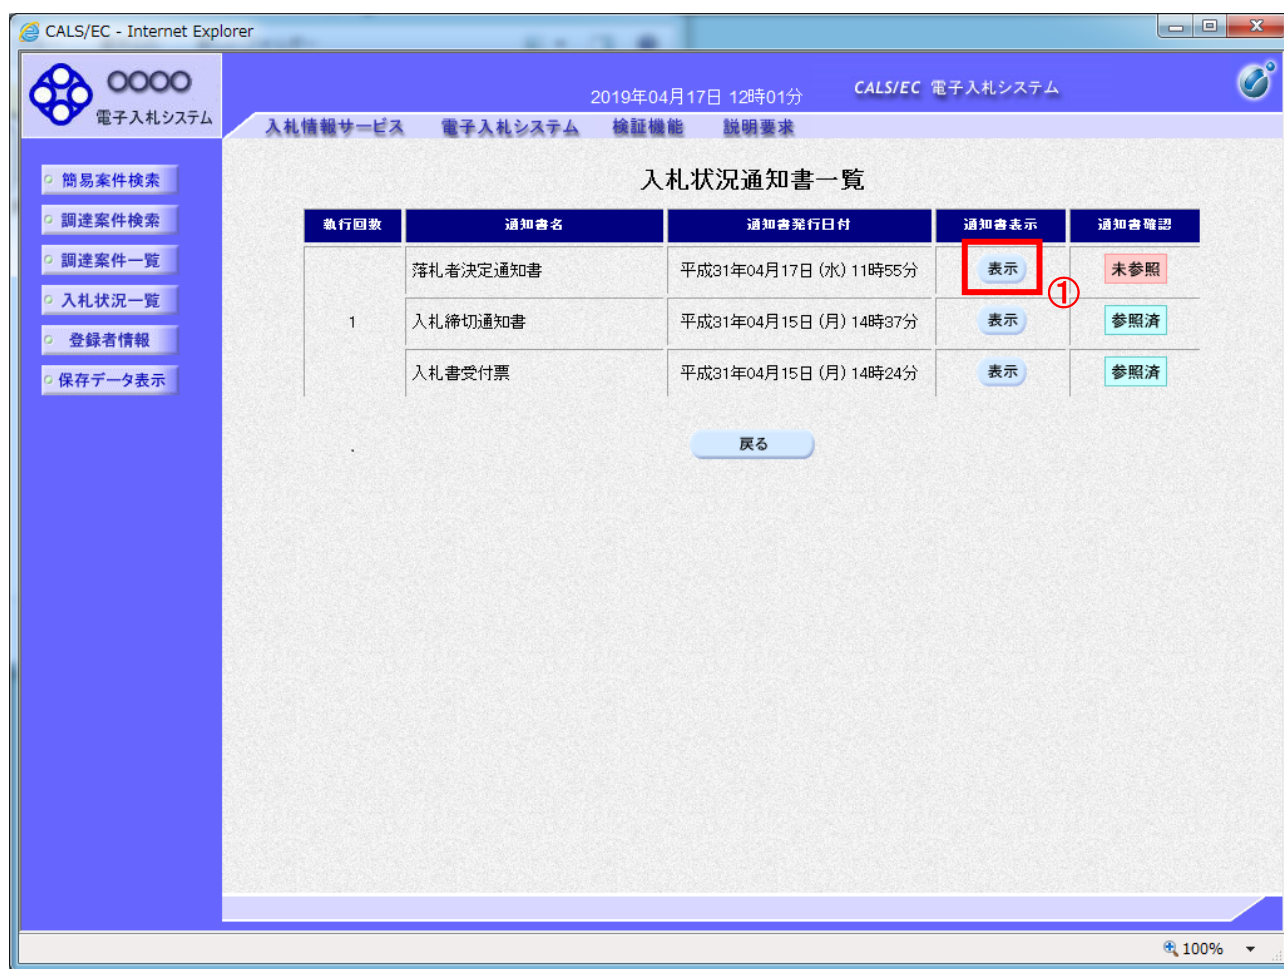 CALS/EC - Internet Explorer
○○○○
電子入札システム
2019年04月17日 12時01分
CALS/EC 電子入札システム
入札情報サービス 電子入札システム 検証機能 説明要求
簡易案件検索
調達案件検索
調達案件一覧
入札状況一覧
登録者情報
保存データ表示
入札状況通知書一覧
執行回数 通知書名 通知書発行日付 通知書表示 通知書確認
落札者決定通知書 平成31年04月17日 (水) 11時55分 表示 未参照
①
1 入札締切通知書 平成31年04月15日 (月) 14時37分 表示 参照済
入札書受付票 平成31年04月15日 (月) 14時24分 表示 参照済
.
戻る
100%